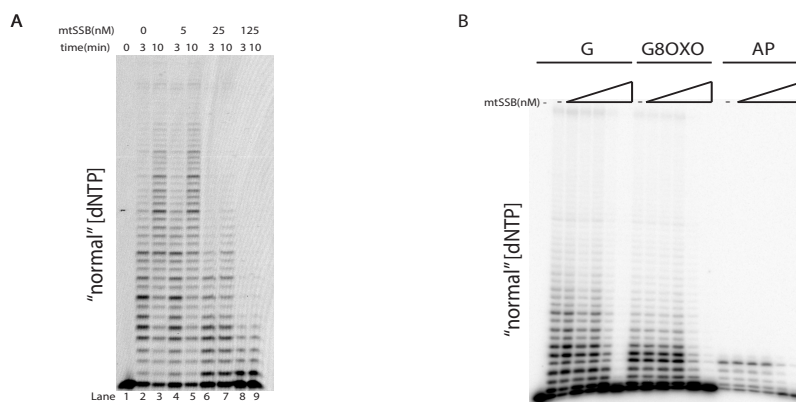 A
mtSSB(nM) 0 5 25 125
time(min) 0 3 10 3 10 3 10 3 10
"normal" [dNTP]
Lane 1 2 3 4 5 6 7 8 9
B
G G8OXO AP
mtSSB(nM) - - - -
"normal" [dNTP]